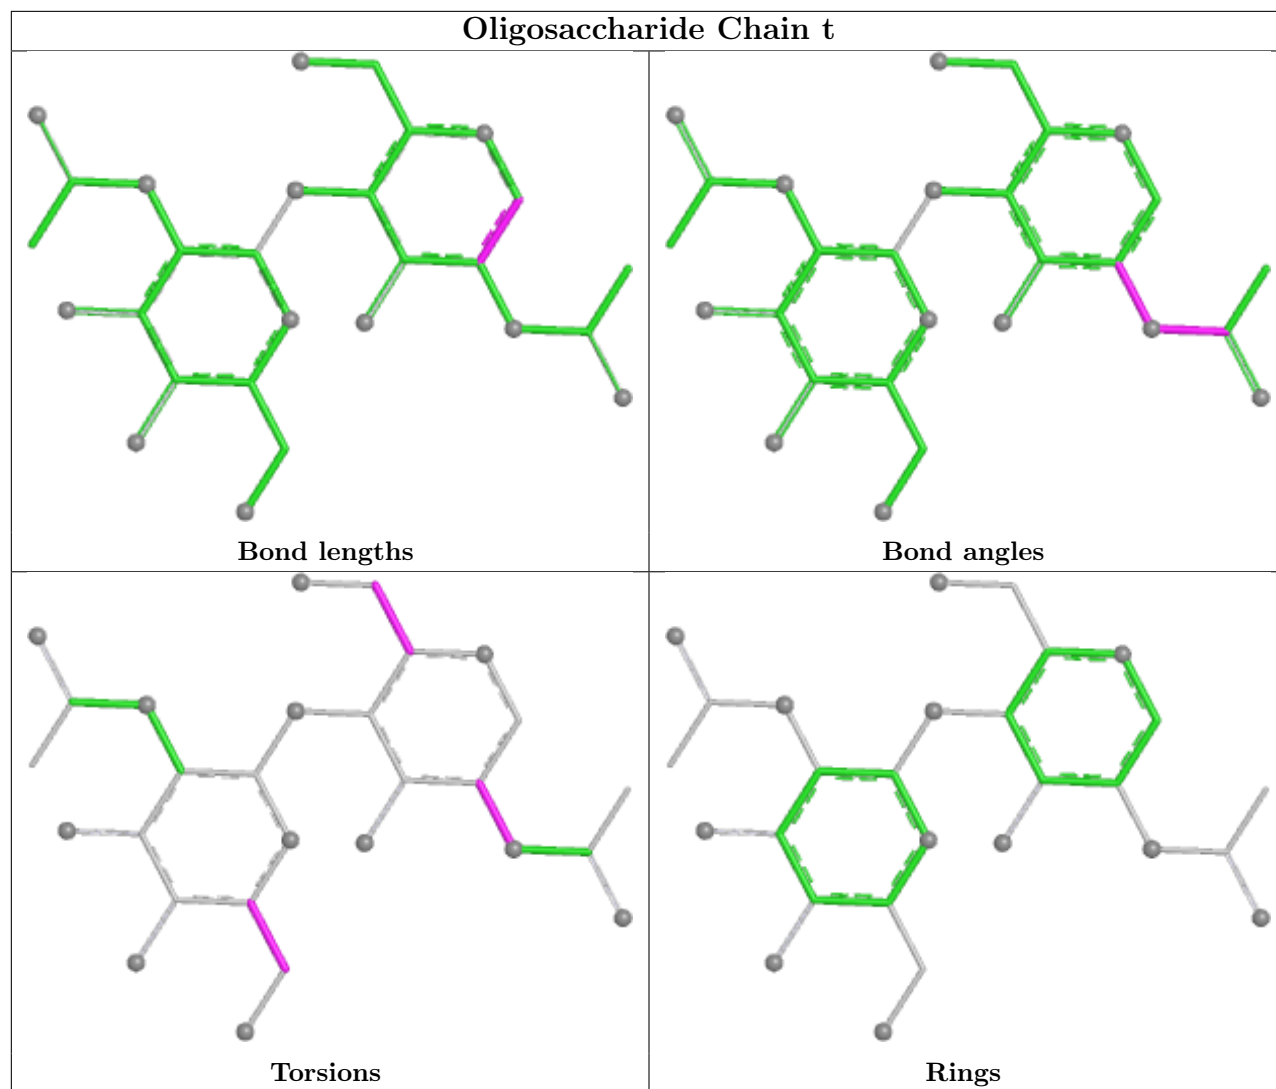 Oligosaccharide Chain t
Bond lengths
Bond angles
Torsions
Rings